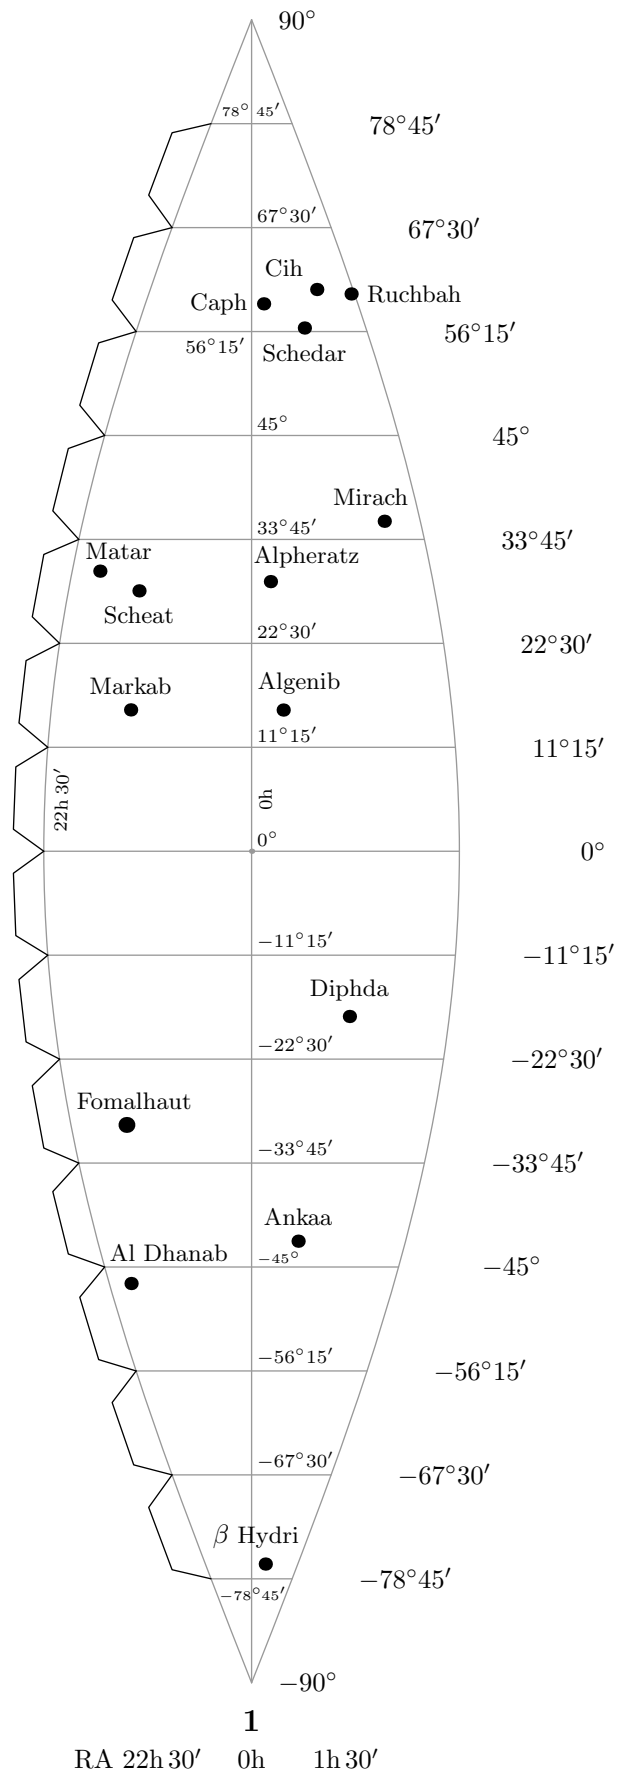 90°
78° 45′
78°45′
67°30′
67°30′
Cih
Caph
Ruchbah
56°15′
Schedar
56°15′
45°
45°
Mirach
33°45′
33°45′
Matar
Alpheratz
Scheat
22°30′
22°30′
Markab
Algenib
11°15′
11°15′
22h 30′
0h
0°
0°
−11°15′
−11°15′
Diphda
−22°30′
−22°30′
Fomalhaut
−33°45′
−33°45′
Ankaa
Al Dhanab
−45°
−45°
−56°15′
−56°15′
−67°30′
−67°30′
β Hydri
−78°45′
−78°45′
−90°
1
RA 22h 30′ 0h 1h 30′